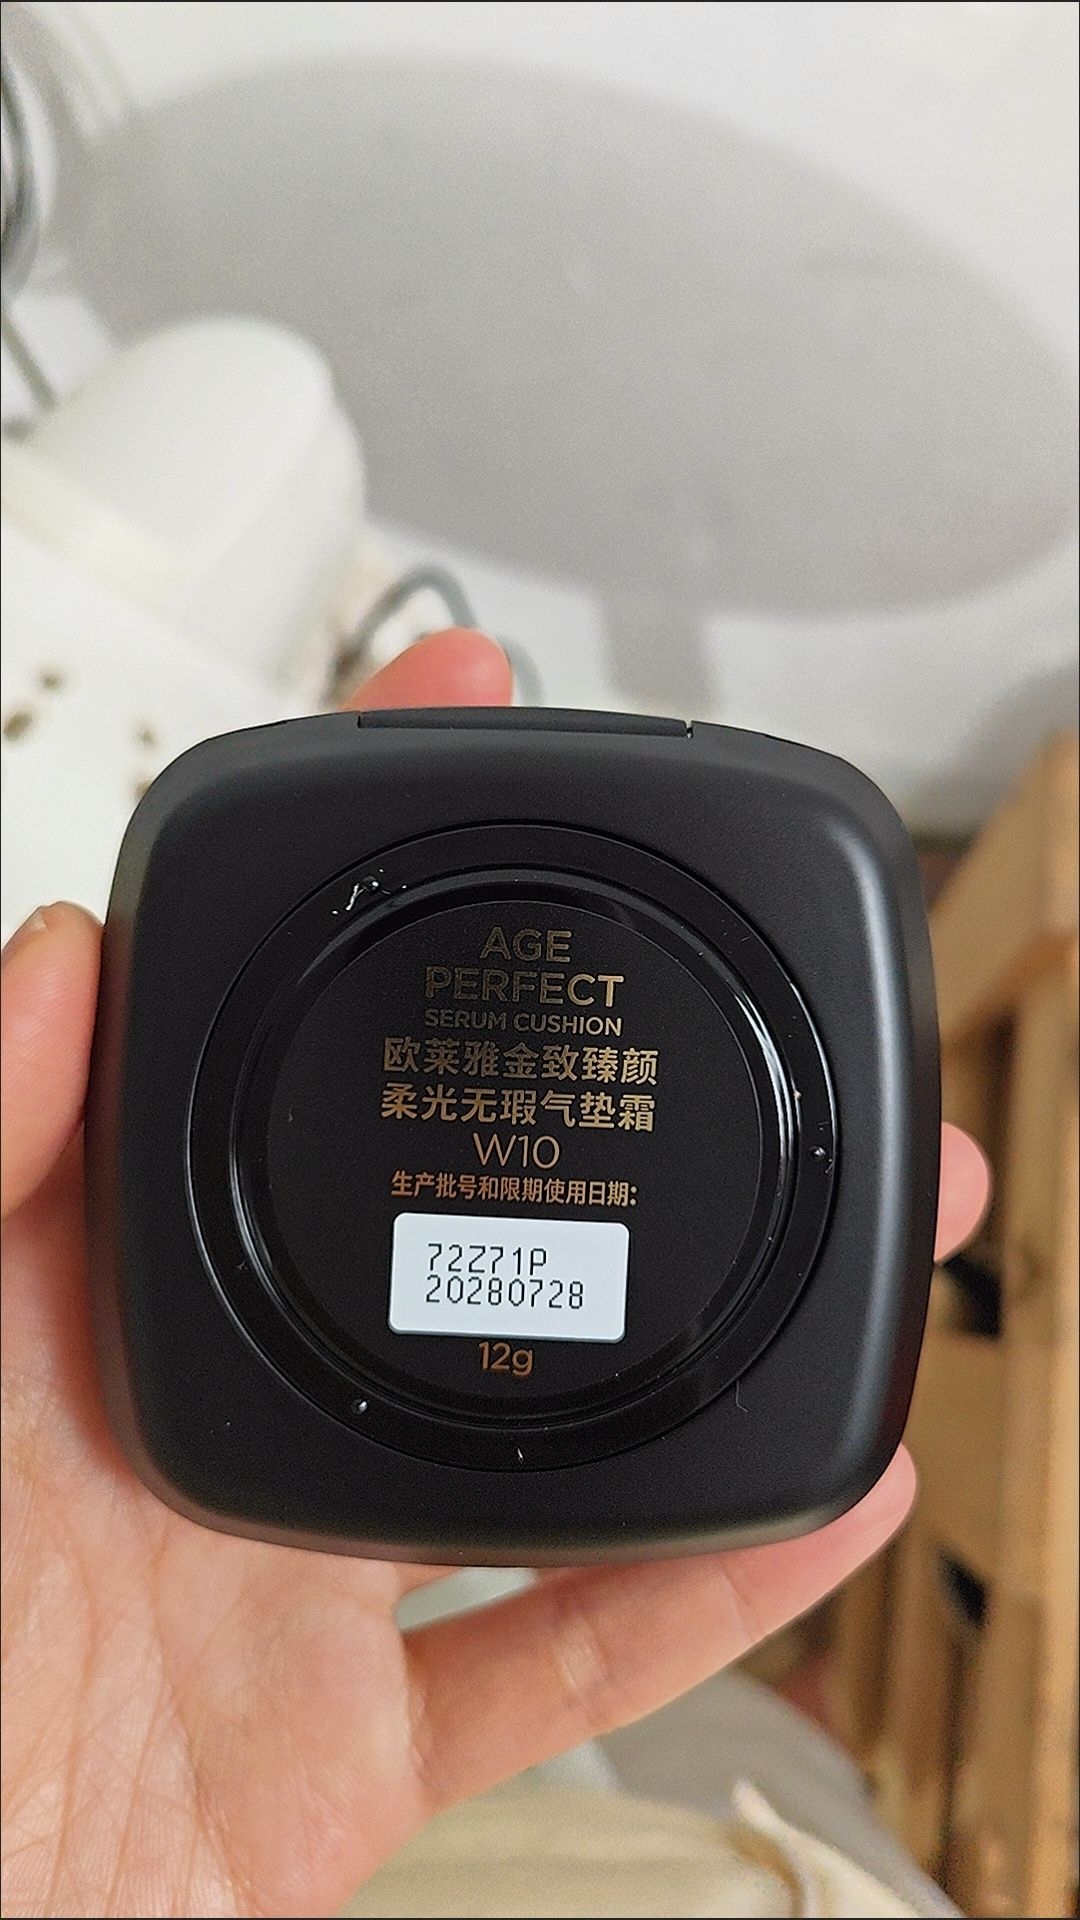 AGE
PERFECT
SERUM CUSHION
欧莱雅金致臻颜
柔光无瑕气垫霜
W10
生产批号和限期使用日期：
72Z71P
20280728
12g